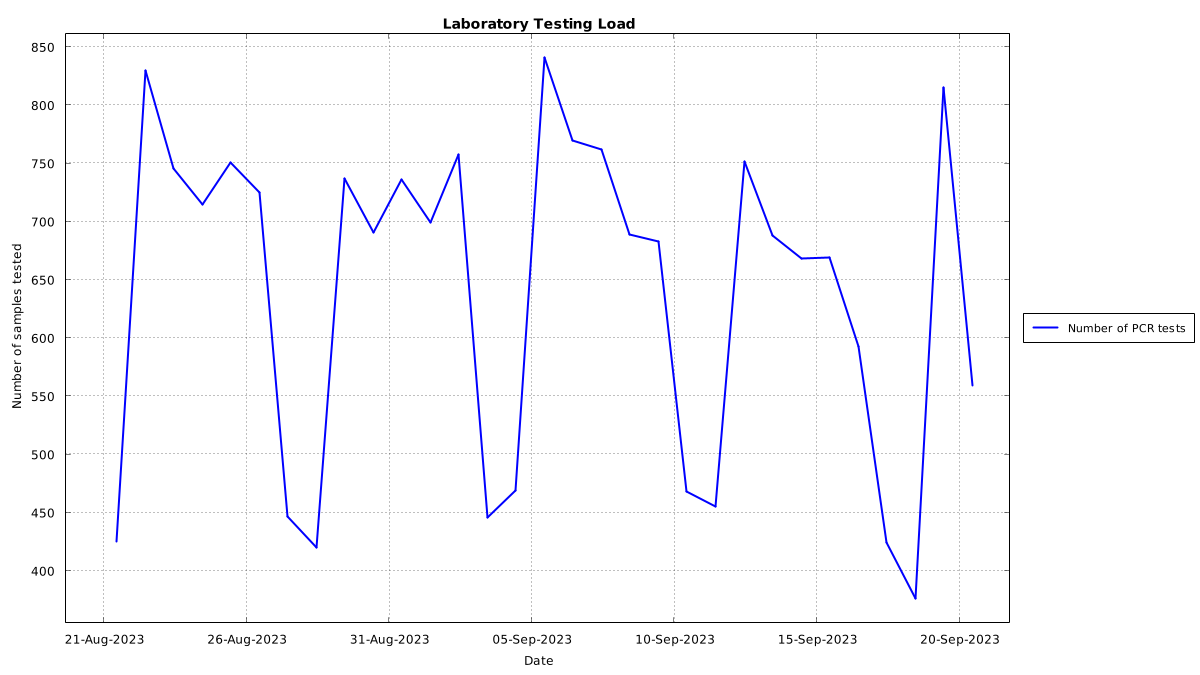 Laboratory Testing Load
850
800
750
700
650
600
550
500
450
400
Number of samples tested
21-Aug-2023 26-Aug-2023 31-Aug-2023 05-Sep-2023 10-Sep-2023 15-Sep-2023 20-Sep-2023
Date
Number of PCR tests